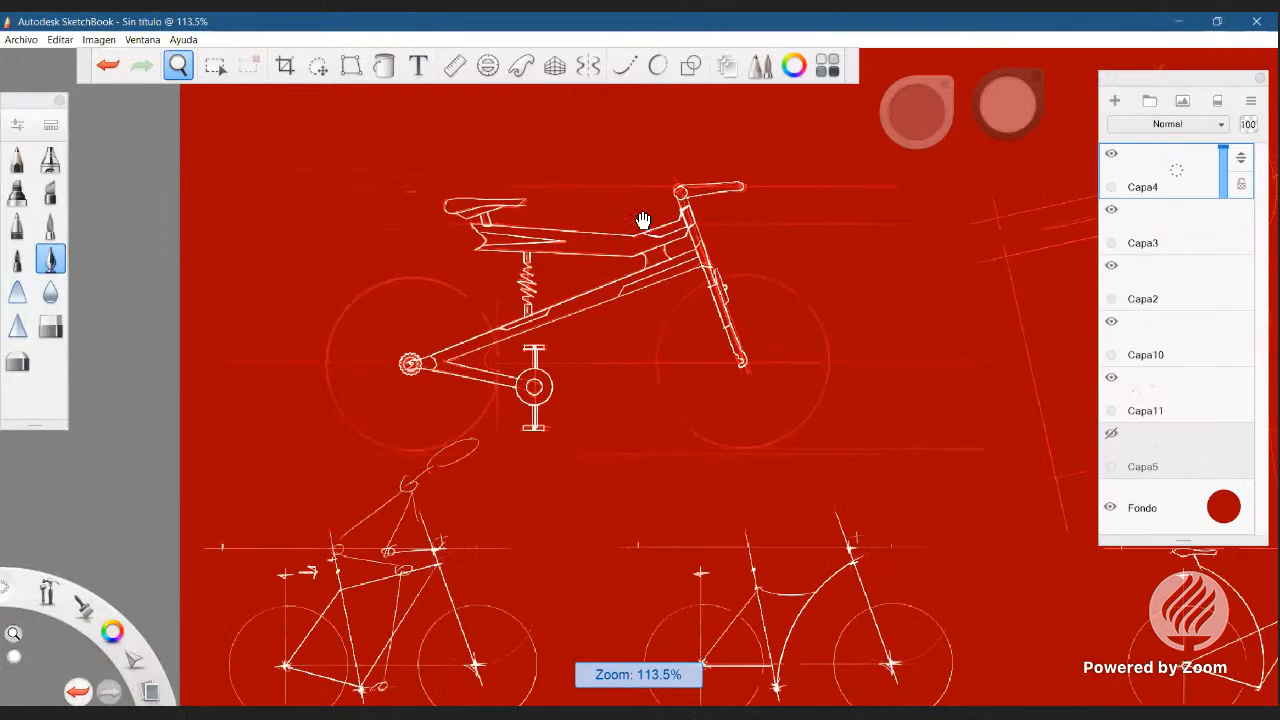 Autodesk SketchBook - Sin título @ 113.5%
Archivo Editar Imagen Ventana Ayuda
T
Normal 100
Capa4
Capa3
Capa2
Capa10
Capa11
Capa5
Fondo
Zoom: 113.5%
Powered by Zoom